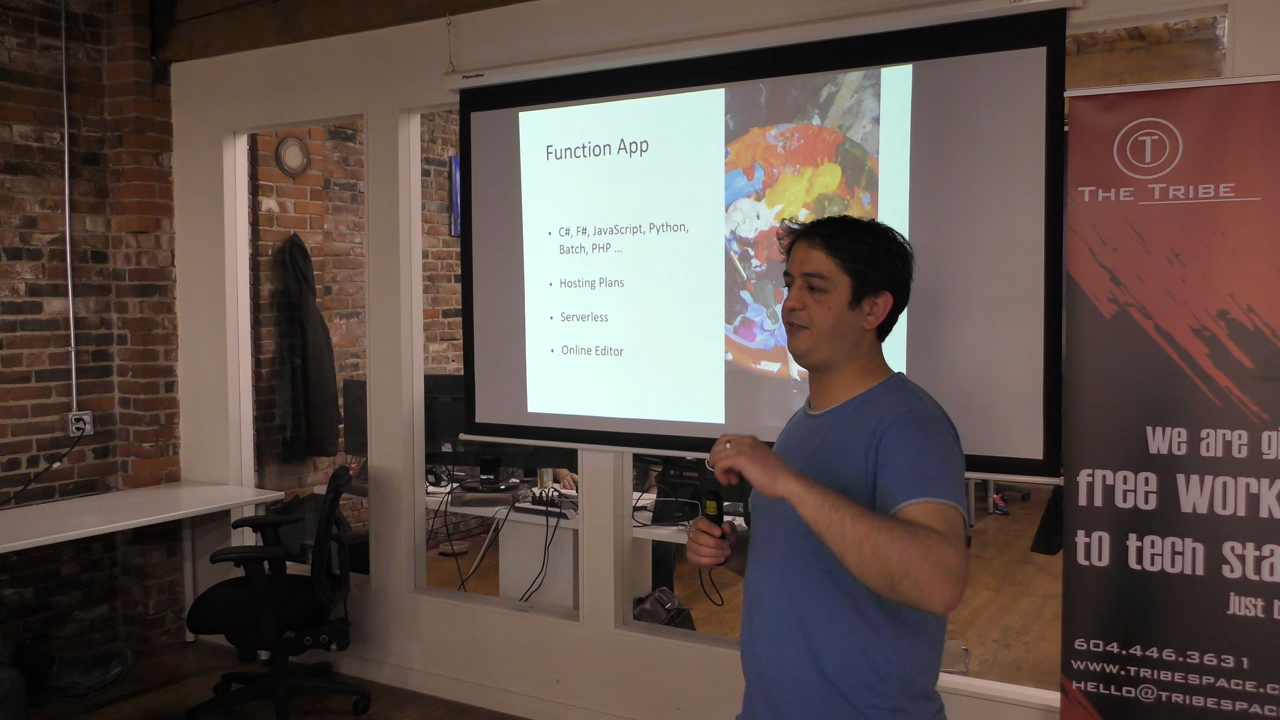 Function App
• C#, F#, JavaScript, Python,
Batch, PHP ...
• Hosting Plans
• Serverless
• Online Editor
T
THE TRIBE
we are gi
free work
to tech sta
just
604.446.3631
WWW.TRIBESPACE.C
HELLO@TRIBESPAC